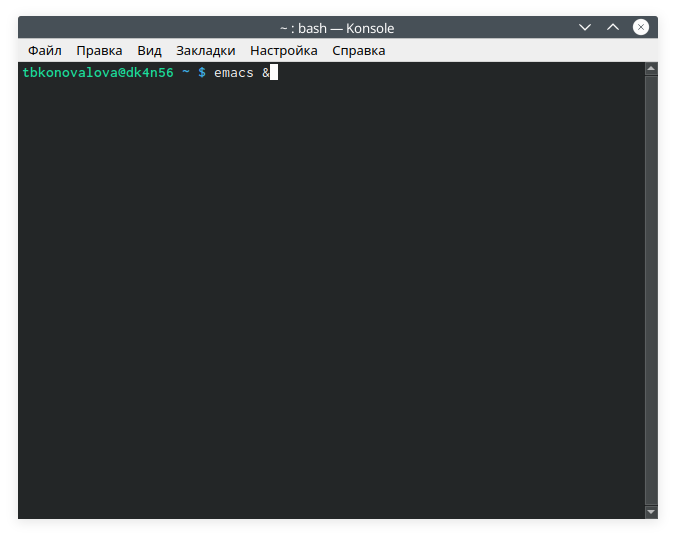 ~ : bash — Konsole
Файл Правка Вид Закладки Настройка Справка
tbkonovalova@dk4n56 ~ $ emacs &